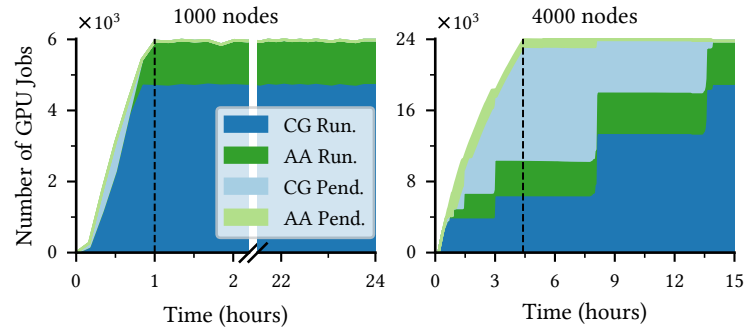 1000 nodes
4000 nodes
×10³
×10³
Number of GPU Jobs
6
4
2
0
24
16
8
0
CG Run.
AA Run.
CG Pend.
AA Pend.
0 1 2 22 24
0 3 6 9 12 15
Time (hours)
Time (hours)